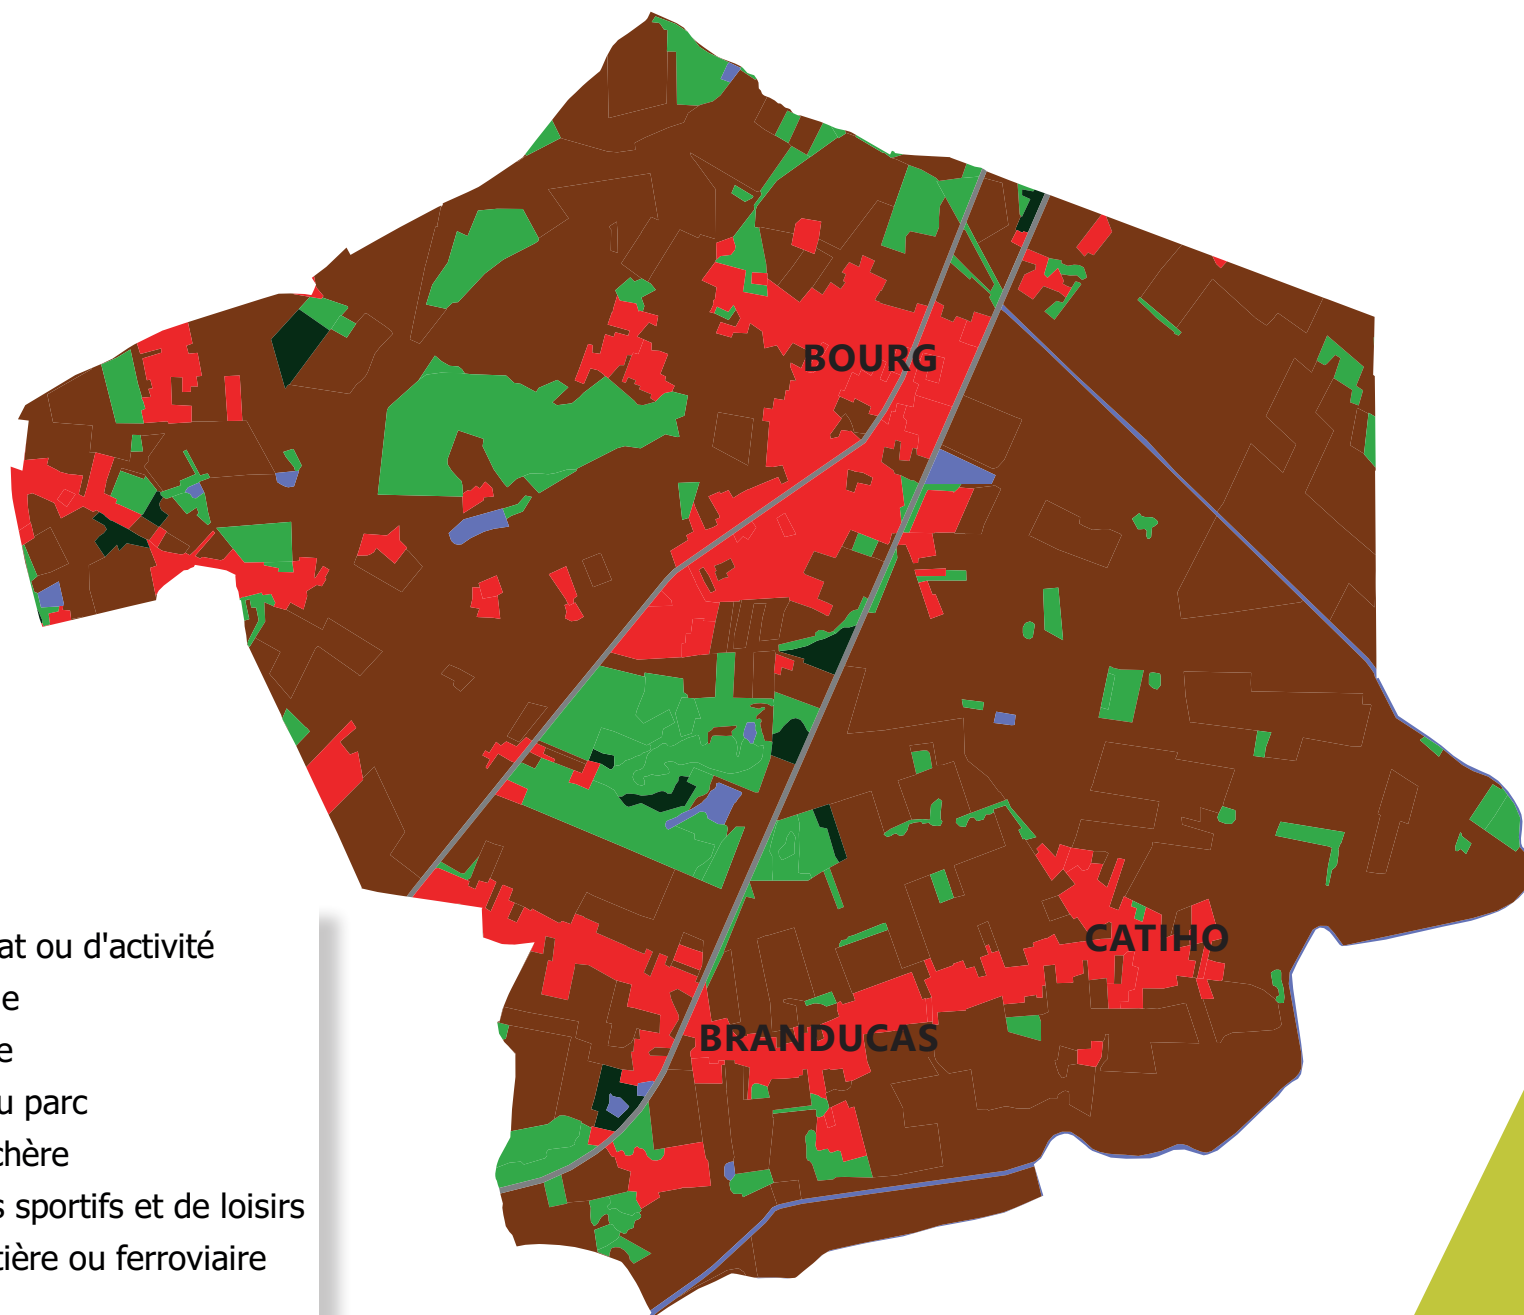 BOURG
at ou d'activité
CATIHO
e
BRANDUCAS
e
u parc
chère
s sportifs et de loisirs
tière ou ferroviaire